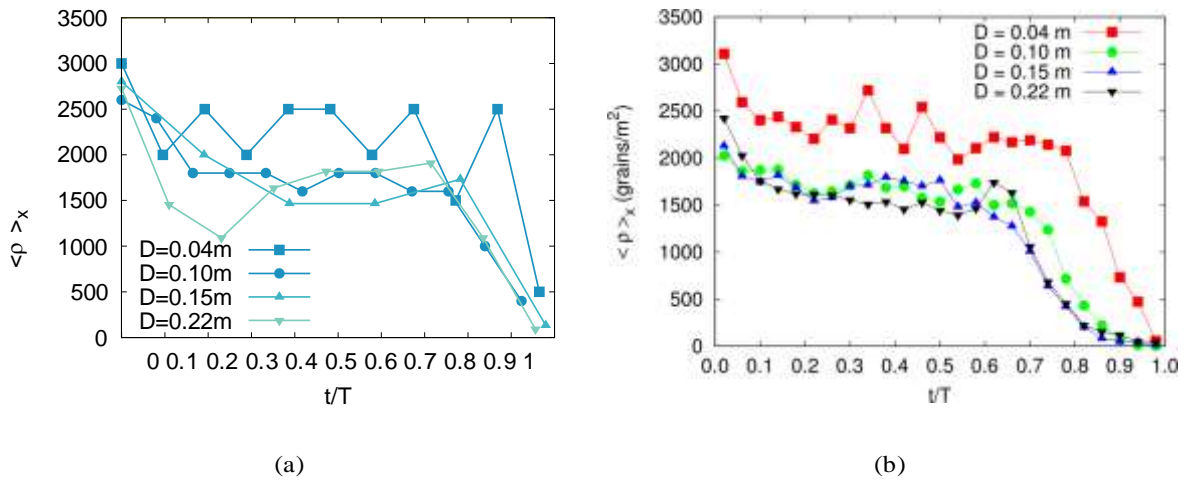 3500
3000
2500
2000
1500
1000
500
0
<ρ >x
D=0.04m
D=0.10m
D=0.15m
D=0.22m
0 0.1 0.2 0.3 0.4 0.5 0.6 0.7 0.8 0.9 1
t/T
(a)
3500
3000
2500
2000
1500
1000
500
0
< ρ >x (grains/m²)
D = 0.04 m
D = 0.10 m
D = 0.15 m
D = 0.22 m
0.0 0.1 0.2 0.3 0.4 0.5 0.6 0.7 0.8 0.9 1.0
t/T
(b)